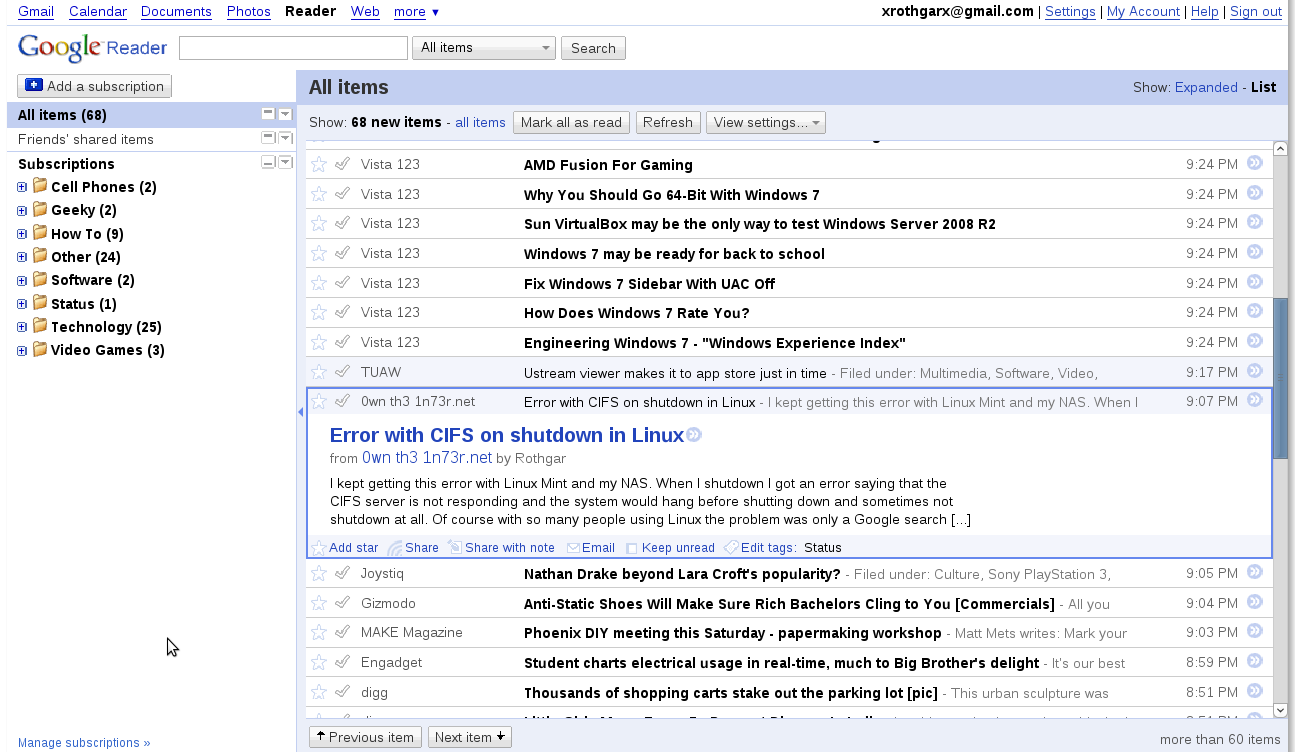 Gmail Calendar Documents Photos Reader Web more ▼
xrothgarx@gmail.com | Settings | My Account | Help | Sign out
Google Reader All items Search
Add a subscription
All items (68)
Friends' shared items
Subscriptions
Cell Phones (2)
Geeky (2)
How To (9)
Other (24)
Software (2)
Status (1)
Technology (25)
Video Games (3)
Manage subscriptions »
All items Show: Expanded - List
Show: 68 new items - all items Mark all as read Refresh View settings...
Vista 123 AMD Fusion For Gaming 9:24 PM
Vista 123 Why You Should Go 64-Bit With Windows 7 9:24 PM
Vista 123 Sun VirtualBox may be the only way to test Windows Server 2008 R2 9:24 PM
Vista 123 Windows 7 may be ready for back to school 9:24 PM
Vista 123 Fix Windows 7 Sidebar With UAC Off 9:24 PM
Vista 123 How Does Windows 7 Rate You? 9:24 PM
Vista 123 Engineering Windows 7 - "Windows Experience Index" 9:24 PM
TUAW Ustream viewer makes it to app store just in time - Filed under: Multimedia, Software, Video, 9:17 PM
0wn th3 1n73r.net Error with CIFS on shutdown in Linux - I kept getting this error with Linux Mint and my NAS. When I 9:07 PM
Error with CIFS on shutdown in Linux
from 0wn th3 1n73r.net by Rothgar
I kept getting this error with Linux Mint and my NAS. When I shutdown I got an error saying that the
CIFS server is not responding and the system would hang before shutting down and sometimes not
shutdown at all. Of course with so many people using Linux the problem was only a Google search [...]
Add star Share Share with note Email Keep unread Edit tags: Status
Joystiq Nathan Drake beyond Lara Croft's popularity? - Filed under: Culture, Sony PlayStation 3, 9:05 PM
Gizmodo Anti-Static Shoes Will Make Sure Rich Bachelors Cling to You [Commercials] - All you 9:04 PM
MAKE Magazine Phoenix DIY meeting this Saturday - papermaking workshop - Matt Mets writes: Mark your 9:03 PM
Engadget Student charts electrical usage in real-time, much to Big Brother's delight - It's our best 8:59 PM
digg Thousands of shopping carts stake out the parking lot [pic] - This urban sculpture was 8:51 PM
Previous item Next item more than 60 items